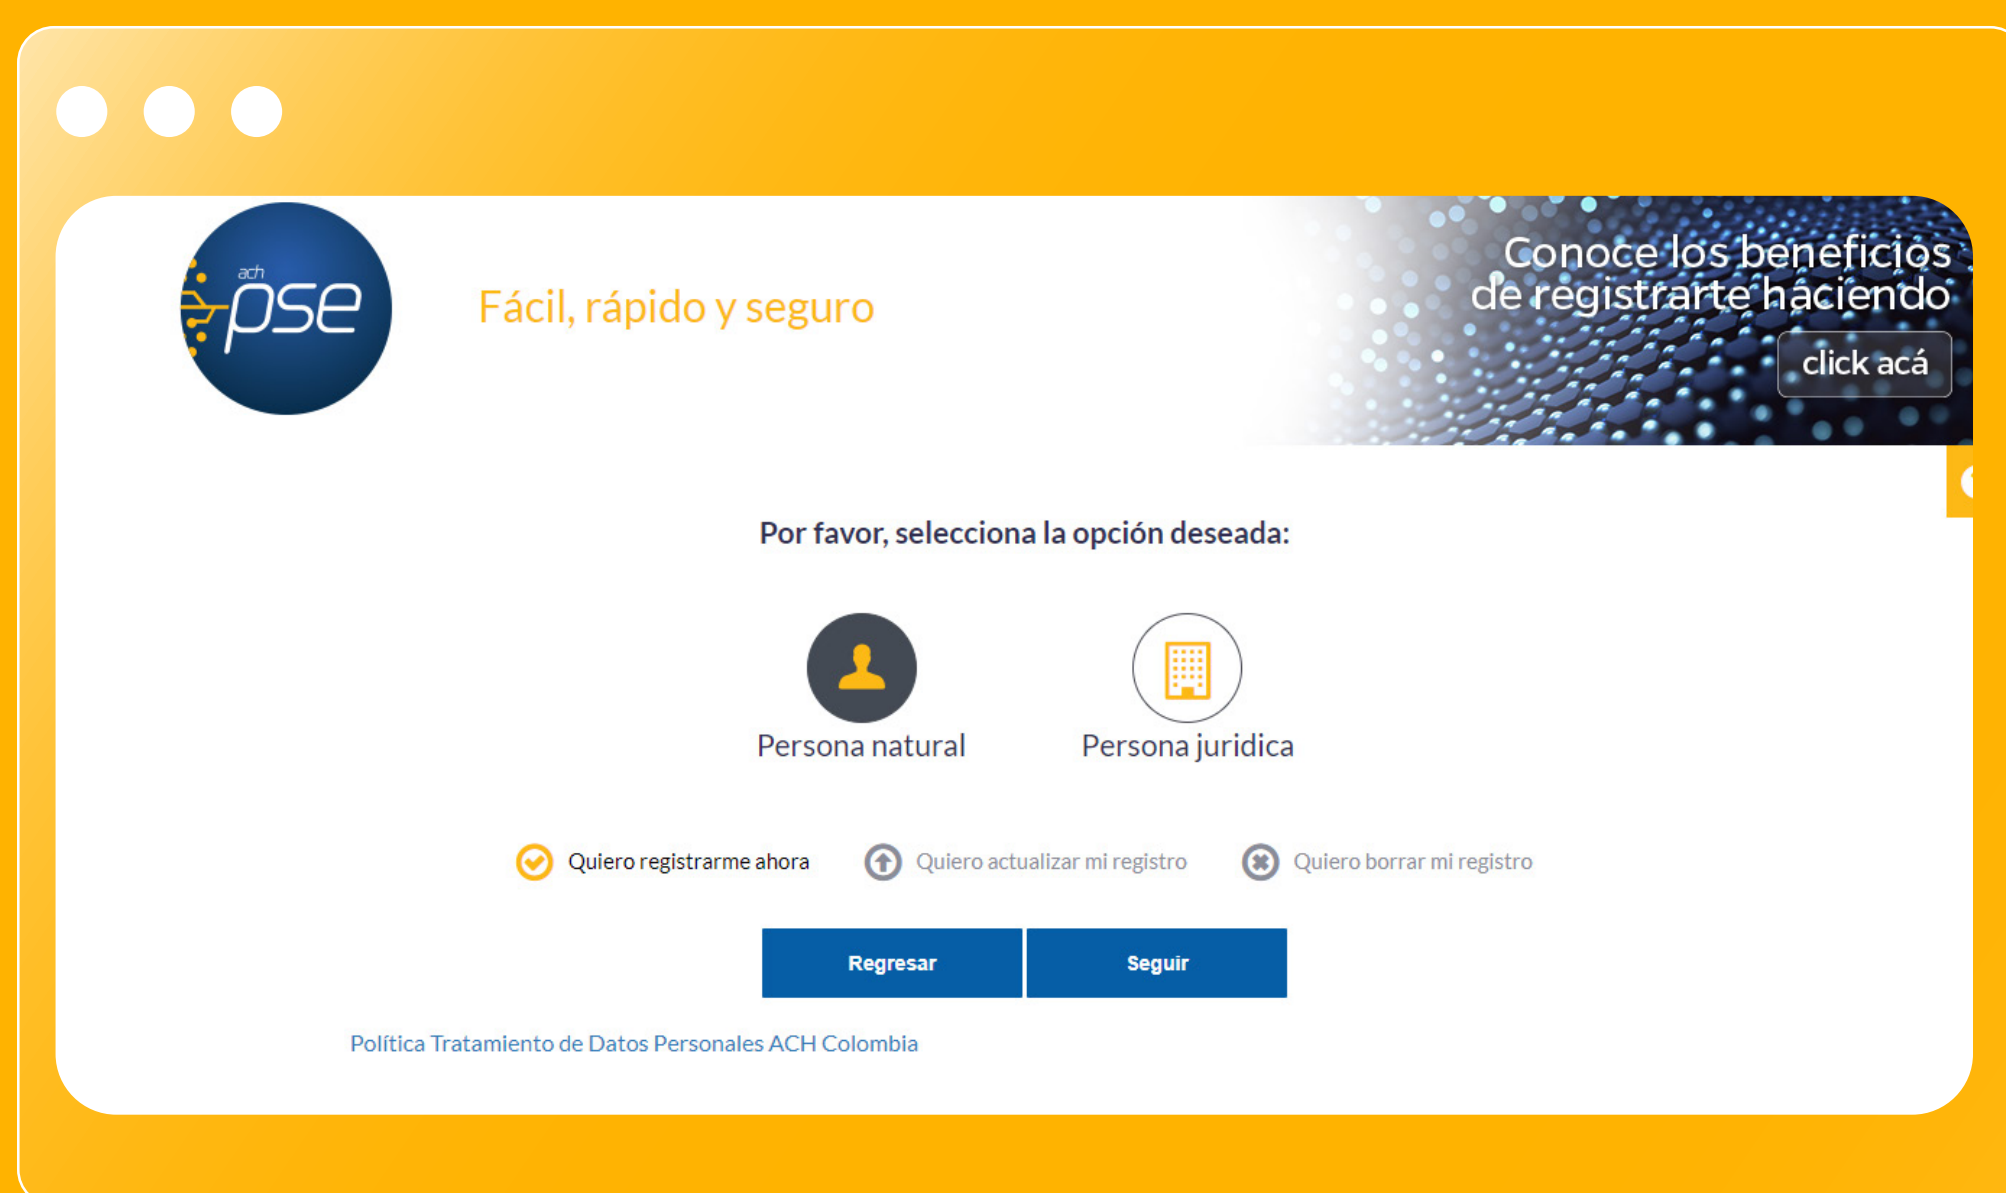 ach
pse
Fácil, rápido y seguro
Conoce los beneficios
de registrarte haciendo
click acá
Por favor, selecciona la opción deseada:
Persona natural
Persona juridica
Quiero registrarme ahora
Quiero actualizar mi registro
Quiero borrar mi registro
Regresar
Seguir
Política Tratamiento de Datos Personales ACH Colombia